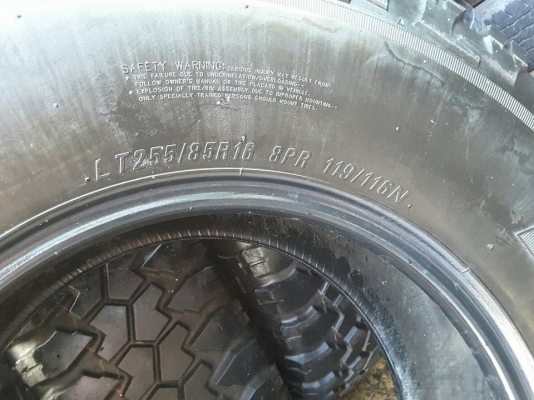 SAFETY WARNING: SERIOUS INJURY MAY RESULT FROM:
• TIRE FAILURE DUE TO UNDERINFLATION/OVERLOADING--
FOLLOW OWNER'S MANUAL OR TIRE PLACARD IN VEHICLE.
• EXPLOSION OF TIRE/RIM ASSEMBLY DUE TO IMPROPER MOUNTING--
ONLY SPECIALLY TRAINED PERSONS SHOULD MOUNT TIRES.
LT255/85R16 8PR 119/116N